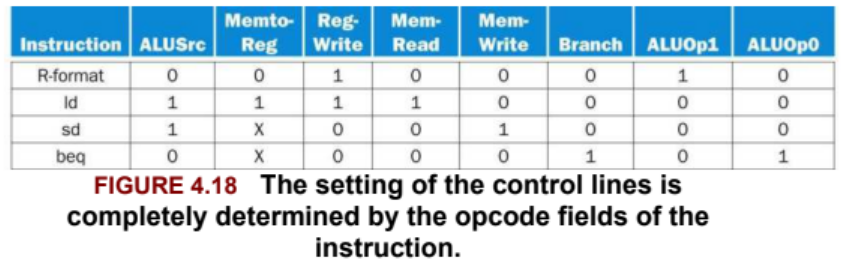 Instruction ALUSrc Memto-Reg Reg-Write Mem-Read Mem-Write Branch ALUOp1 ALUOp0
R-format 0 0 1 0 0 0 1 0
ld 1 1 1 1 0 0 0 0
sd 1 X 0 0 1 0 0 0
beq 0 X 0 0 0 1 0 1
FIGURE 4.18 The setting of the control lines is
completely determined by the opcode fields of the
instruction.